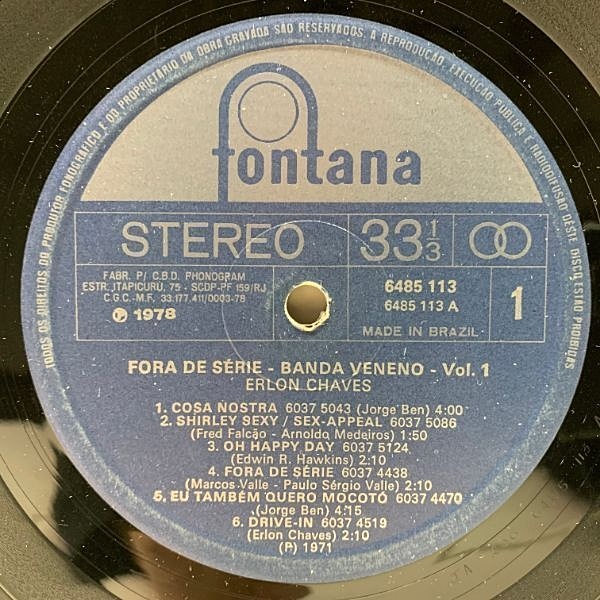 TODOS OS DIREITOS DO PRODUTOR FONOGRÁFICO E DO PROPRIETÁRIO DA OBRA GRAVADA SÃO RESERVADOS. A REPRODUÇÃO, EXECUÇÃO PÚBLICA E RADIODIFUSÃO DESTE DISCO ESTÃO PROIBIDAS
fontana
STEREO 33 1/3
FABR. P/ C.B.D. PHONOGRAM
ESTR. ITAPICURU, 75 - SCDP-PF 159/RJ
C.G.C.-M.F. 33.177.411/0003-78
℗ 1978
6485 113
6485 113 A
1
MADE IN BRAZIL
FORA DE SÉRIE - BANDA VENENO - Vol. 1
ERLON CHAVES
1. COSA NOSTRA 6037 5043 (Jorge Ben) 4:00
2. SHIRLEY SEXY / SEX-APPEAL 6037 5086
(Fred Falcão - Arnoldo Medeiros) 1:50
3. OH HAPPY DAY 6037 5124
(Edwin R. Hawkins) 2:10
4. FORA DE SÉRIE 6037 4438
(Marcos Valle - Paulo Sérgio Valle) 2:10
5. EU TAMBÉM QUERO MOCOTÓ 6037 4470
(Jorge Ben) 4:15
6. DRIVE-IN 6037 4519
(Erlon Chaves) 2:10
(P) 1971